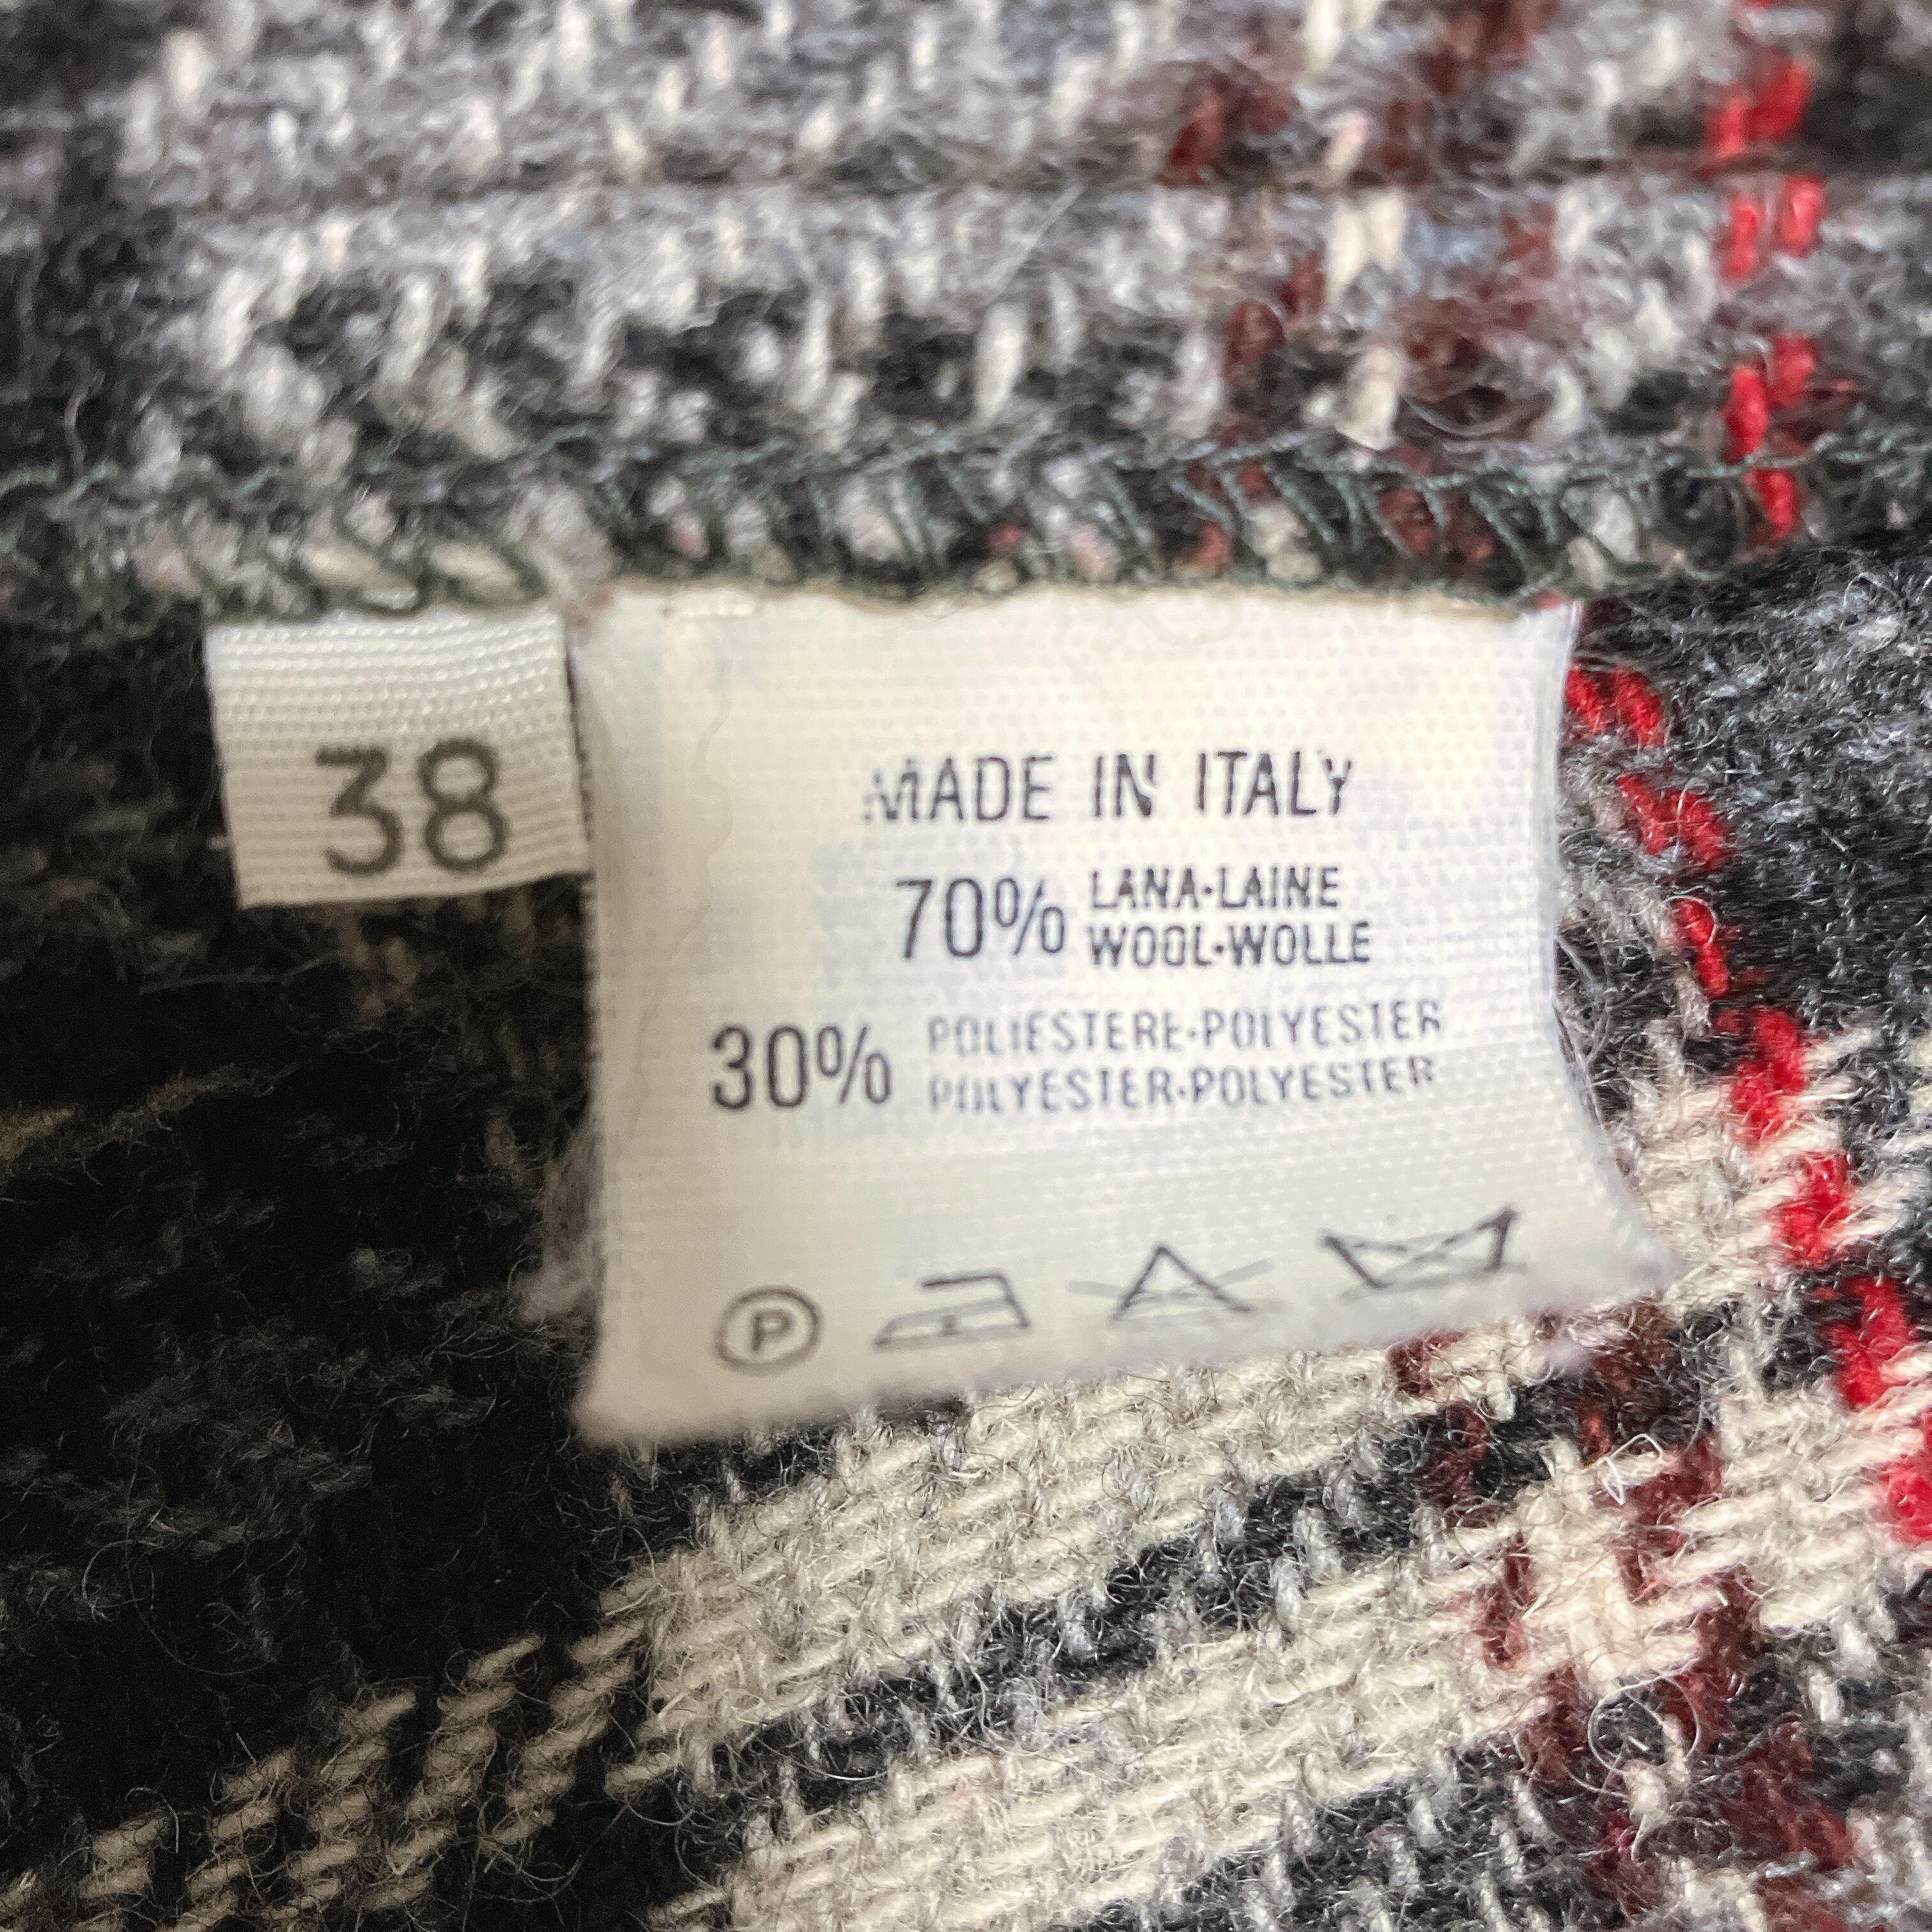 38
MADE IN ITALY
70% LANA·LAINE
WOOL·WOLLE
30% POLIESTERE·POLYESTER
POLYESTER·POLYESTER
P